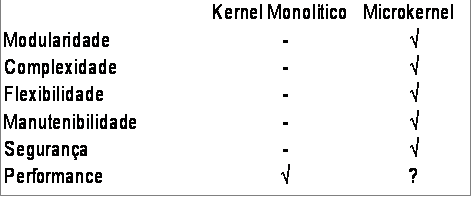 Kernel Monolítico Microkernel
Modularidade - √
Complexidade - √
Flexibilidade - √
Manutenibilidade - √
Segurança - √
Performance √ ?